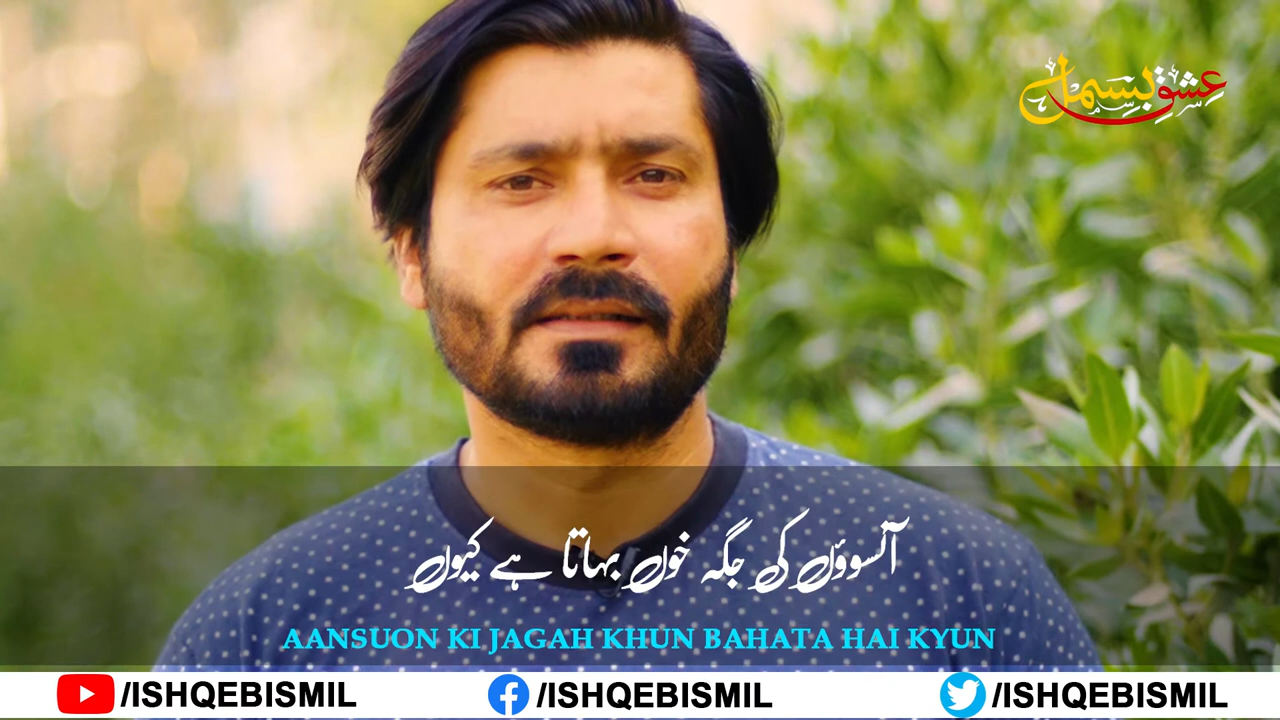 عشقِ بسمل
آنسوؤں کی جگہ خوں بہاتا ہے کیوں
AANSUON KI JAGAH KHUN BAHATA HAI KYUN
/ISHQEBISMIL /ISHQEBISMIL /ISHQEBISMIL